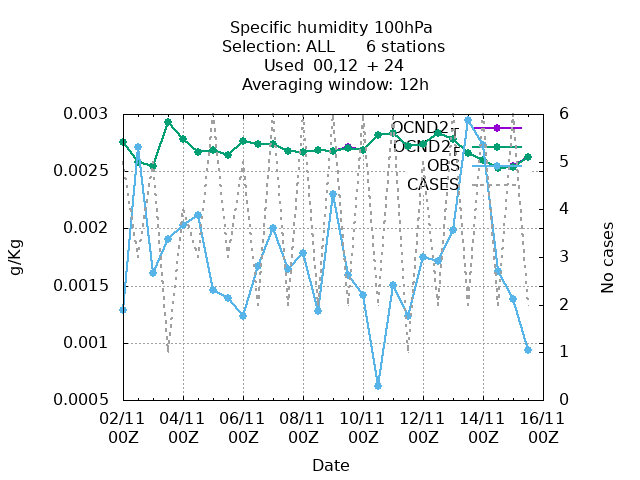 Specific humidity 100hPa
Selection: ALL 6 stations
Used 00,12 + 24
Averaging window: 12h
0.003
0.0025
0.002
0.0015
0.001
0.0005
g/Kg
6
5
4
3
2
1
0
No cases
OBS
CASES
02/11 00Z
04/11 00Z
06/11 00Z
08/11 00Z
10/11 00Z
12/11 00Z
14/11 00Z
16/11 00Z
Date